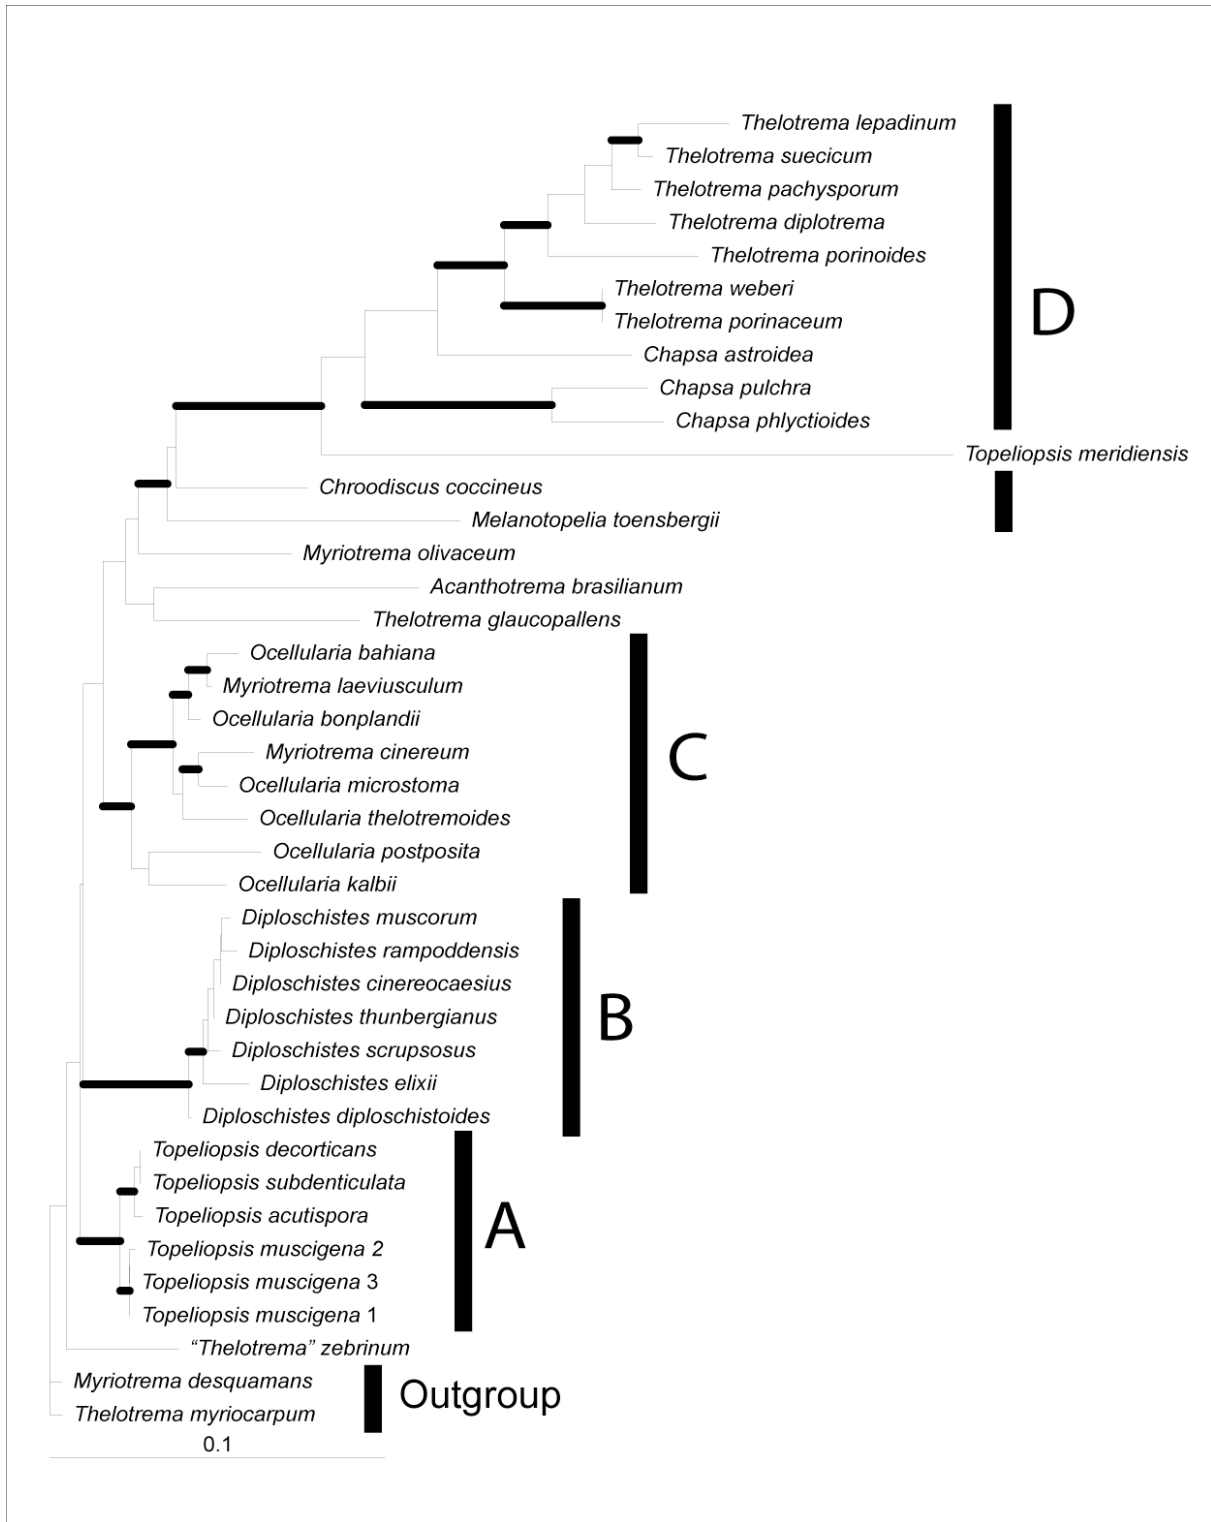 Thelotrema lepadinum
Thelotrema suecicum
Thelotrema pachysporum
Thelotrema diplotrema
Thelotrema porinoides
Thelotrema weberi
D
Thelotrema porinaceum
Chapsa astroidea
Chapsa pulchra
Chapsa phlyctioides
Topeliopsis meridiensis
Chroodiscus coccineus
Melanotopelia toensbergii
Myriotrema olivaceum
Acanthotrema brasilianum
Thelotrema glaucopallens
Ocellularia bahiana
Myriotrema laeviusculum
Ocellularia bonplandii
Myriotrema cinereum
C
Ocellularia microstoma
Ocellularia thelotremoides
Ocellularia postposita
Ocellularia kalbii
Diploschistes muscorum
Diploschistes rampoddensis
Diploschistes cinereocaesius
Diploschistes thunbergianus
B
Diploschistes scrupsosus
Diploschistes elixii
Diploschistes diploschistoides
Topeliopsis decorticans
Topeliopsis subdenticulata
Topeliopsis acutispora
A
Topeliopsis muscigena 2
Topeliopsis muscigena 3
Topeliopsis muscigena 1
“Thelotrema” zebrinum
Myriotrema desquamans
Outgroup
Thelotrema myriocarpum
0.1